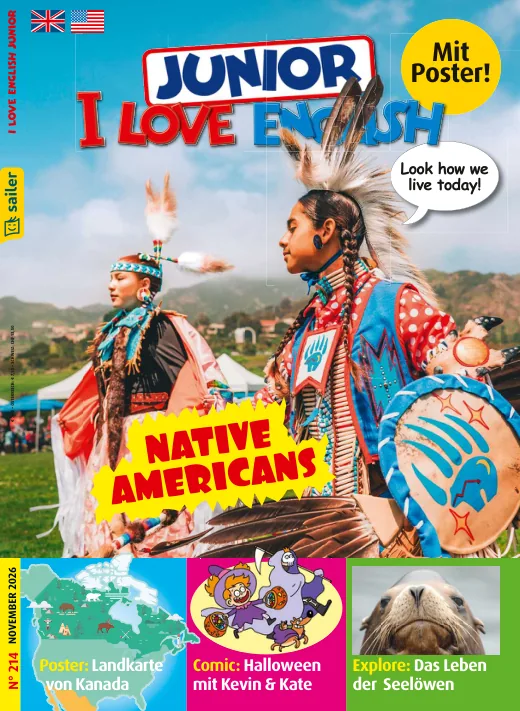 I LOVE ENGLISH JUNIOR
JUNIOR
I LOVE ENGLISH
Mit
Poster!
Look how we
live today!
sailer
NATIVE
AMERICANS
N° 214 NOVEMBER 2026
Poster: Landkarte
von Kanada
Comic: Halloween
mit Kevin & Kate
Explore: Das Leben
der Seelöwen